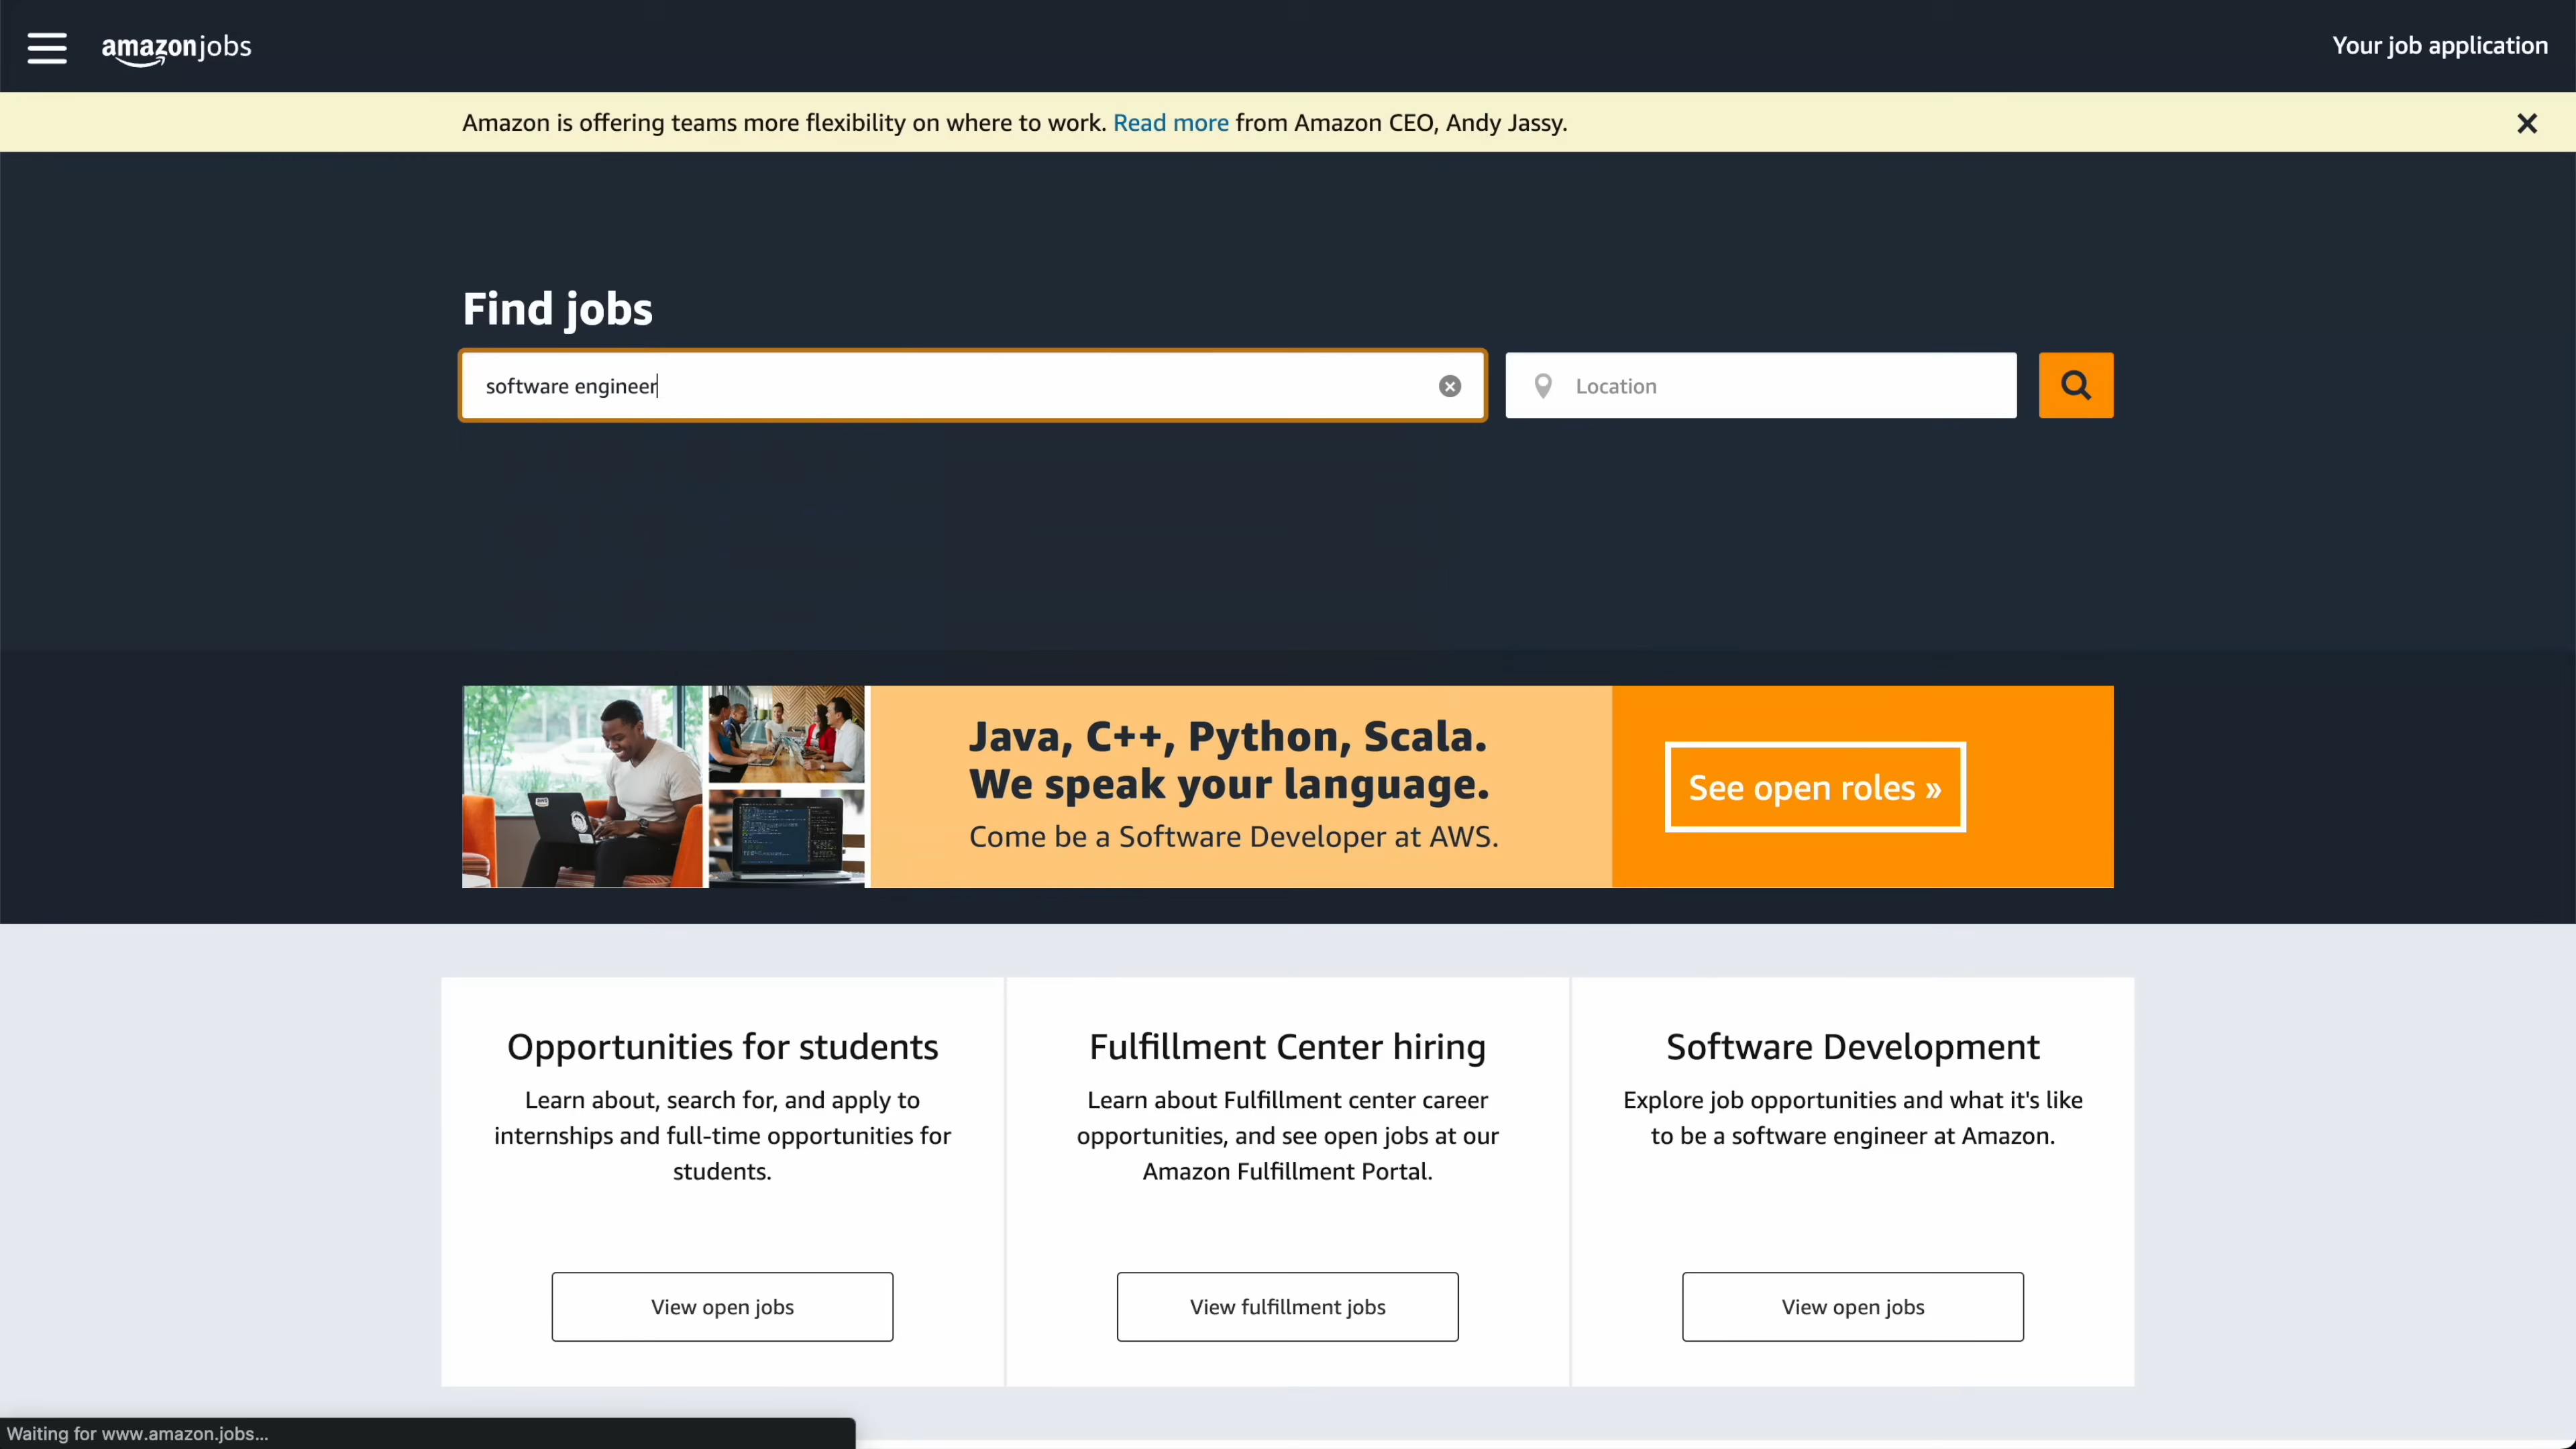 amazonjobs
Your job application
Amazon is offering teams more flexibility on where to work. Read more from Amazon CEO, Andy Jassy.
Find jobs
software engineer
Location
Java, C++, Python, Scala.
We speak your language.
Come be a Software Developer at AWS.
See open roles »
Opportunities for students
Learn about, search for, and apply to
internships and full-time opportunities for
students.
View open jobs
Fulfillment Center hiring
Learn about Fulfillment center career
opportunities, and see open jobs at our
Amazon Fulfillment Portal.
View fulfillment jobs
Software Development
Explore job opportunities and what it's like
to be a software engineer at Amazon.
View open jobs
Waiting for www.amazon.jobs...